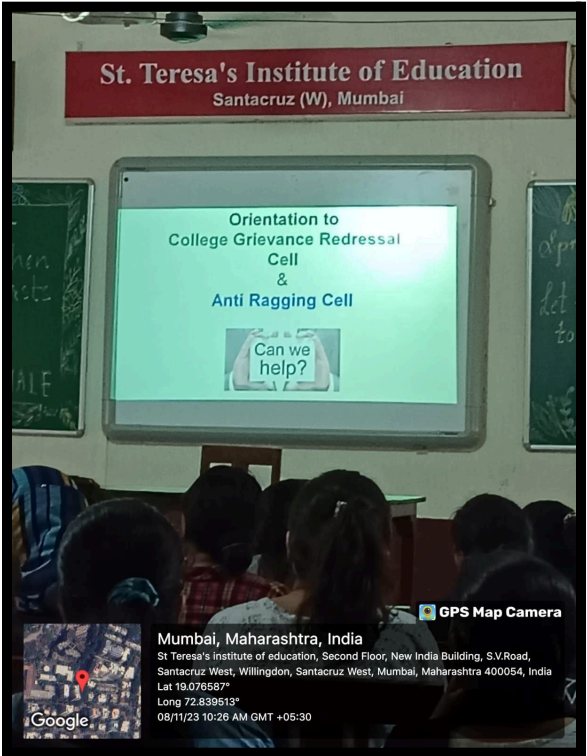 St. Teresa's Institute of Education
Santacruz (W), Mumbai
Orientation to
College Grievance Redressal
Cell
&
Anti Ragging Cell
Can we
help?
GPS Map Camera
Mumbai, Maharashtra, India
St Teresa's institute of education, Second Floor, New India Building, S.V.Road,
Santacruz West, Willingdon, Santacruz West, Mumbai, Maharashtra 400054, India
Lat 19.076587°
Long 72.839513°
08/11/23 10:26 AM GMT +05:30
Google